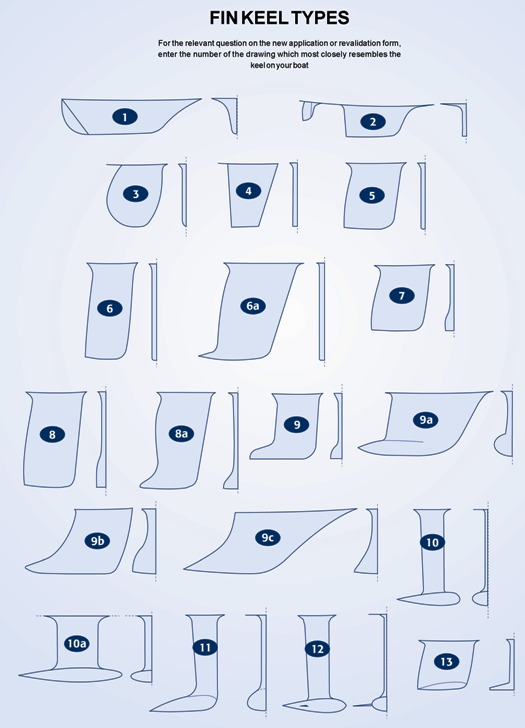 FIN KEEL TYPES
For the relevant question on the new application or revalidation form,
enter the number of the drawing which most closely resembles the
keel on your boat
1
2
3
4
5
6
6a
7
8
8a
9
9a
9b
9c
10
10a
11
12
13